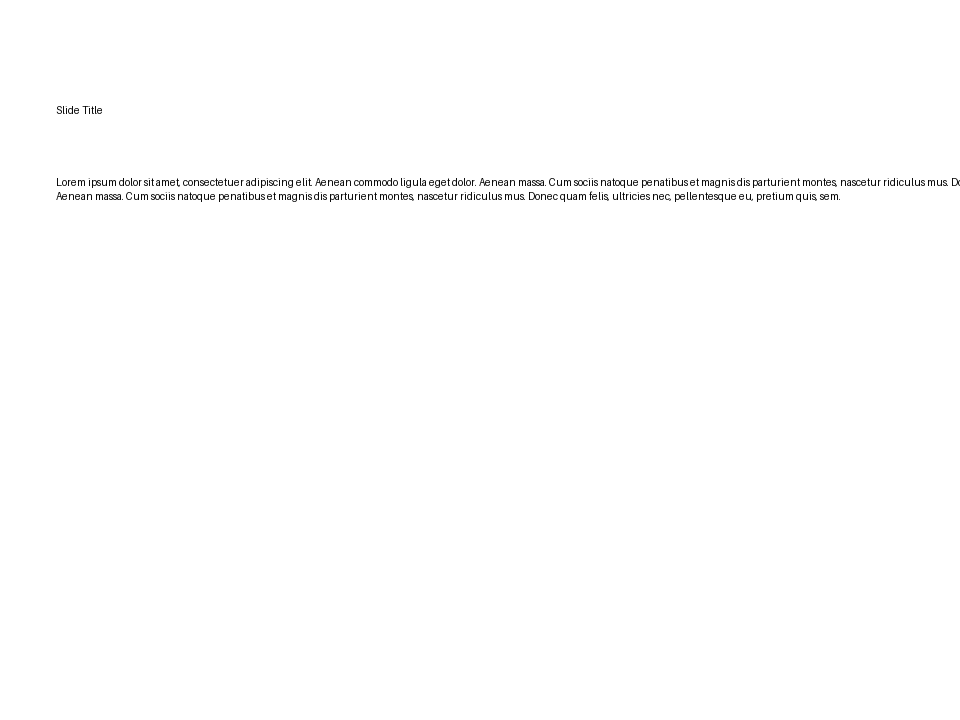 Slide Title
Lorem ipsum dolor sit amet, consectetuer adipiscing elit. Aenean commodo ligula eget dolor. Aenean massa. Cum sociis natoque penatibus et magnis dis parturient montes, nascetur ridiculus mus.
Aenean massa. Cum sociis natoque penatibus et magnis dis parturient montes, nascetur ridiculus mus. Donec quam felis, ultricies nec, pellentesque eu, pretium quis, sem.